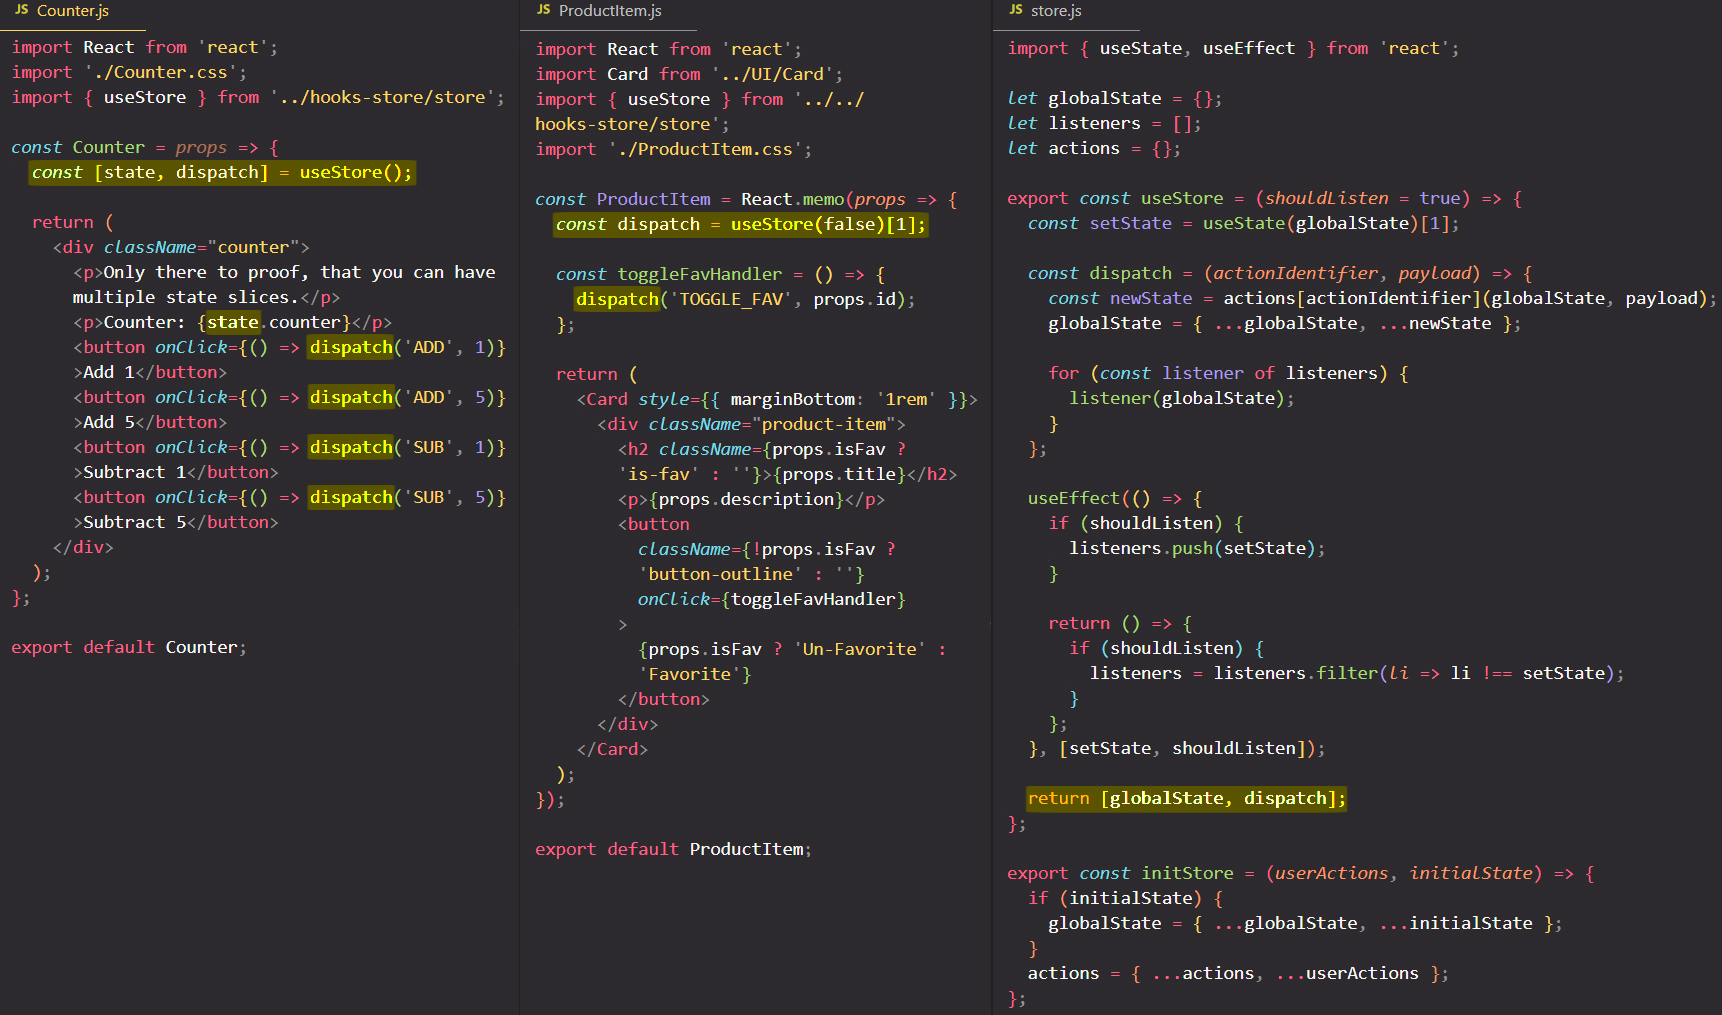 JS Counter.js
import React from 'react';
import './Counter.css';
import { useStore } from '../hooks-store/store';
const Counter = props => {
const [state, dispatch] = useStore();
return (
<div className="counter">
<p>Only there to proof, that you can have
multiple state slices.</p>
<p>Counter: {state.counter}</p>
<button onClick={() => dispatch('ADD', 1)}
>Add 1</button>
<button onClick={() => dispatch('ADD', 5)}
>Add 5</button>
<button onClick={() => dispatch('SUB', 1)}
>Subtract 1</button>
<button onClick={() => dispatch('SUB', 5)}
>Subtract 5</button>
</div>
);
};
export default Counter;
JS ProductItem.js
import React from 'react';
import Card from '../UI/Card';
import { useStore } from '../../
hooks-store/store';
import './ProductItem.css';
const ProductItem = React.memo(props => {
const dispatch = useStore(false)[1];
const toggleFavHandler = () => {
dispatch('TOGGLE_FAV', props.id);
};
return (
<Card style={{ marginBottom: '1rem' }}>
<div className="product-item">
<h2 className={props.isFav ?
'is-fav' : ''}>{props.title}</h2>
<p>{props.description}</p>
<button
className={!props.isFav ?
'button-outline' : ''}
onClick={toggleFavHandler}
>
{props.isFav ? 'Un-Favorite' :
'Favorite'}
</button>
</div>
</Card>
);
});
export default ProductItem;
JS store.js
import { useState, useEffect } from 'react';
let globalState = {};
let listeners = [];
let actions = {};
export const useStore = (shouldListen = true) => {
const setState = useState(globalState)[1];
const dispatch = (actionIdentifier, payload) => {
const newState = actions[actionIdentifier](globalState, payload);
globalState = { ...globalState, ...newState };
for (const listener of listeners) {
listener(globalState);
}
};
useEffect(() => {
if (shouldListen) {
listeners.push(setState);
}
return () => {
if (shouldListen) {
listeners = listeners.filter(li => li !== setState);
}
};
}, [setState, shouldListen]);
return [globalState, dispatch];
};
export const initStore = (userActions, initialState) => {
if (initialState) {
globalState = { ...globalState, ...initialState };
}
actions = { ...actions, ...userActions };
};